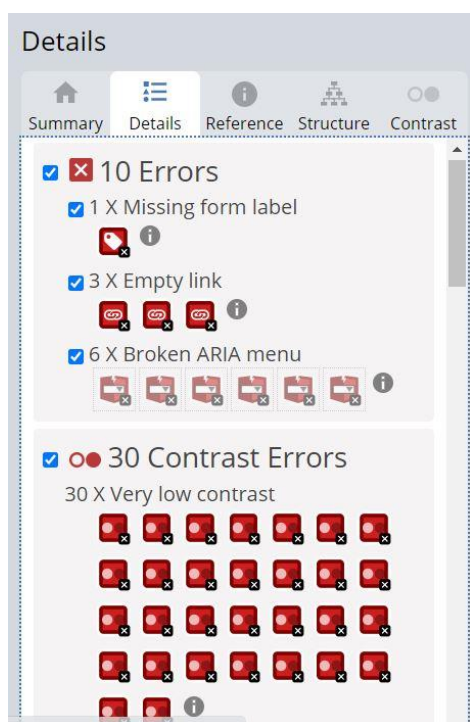 Details
Summary Details Reference Structure Contrast
10 Errors
1 X Missing form label
3 X Empty link
6 X Broken ARIA menu
30 Contrast Errors
30 X Very low contrast